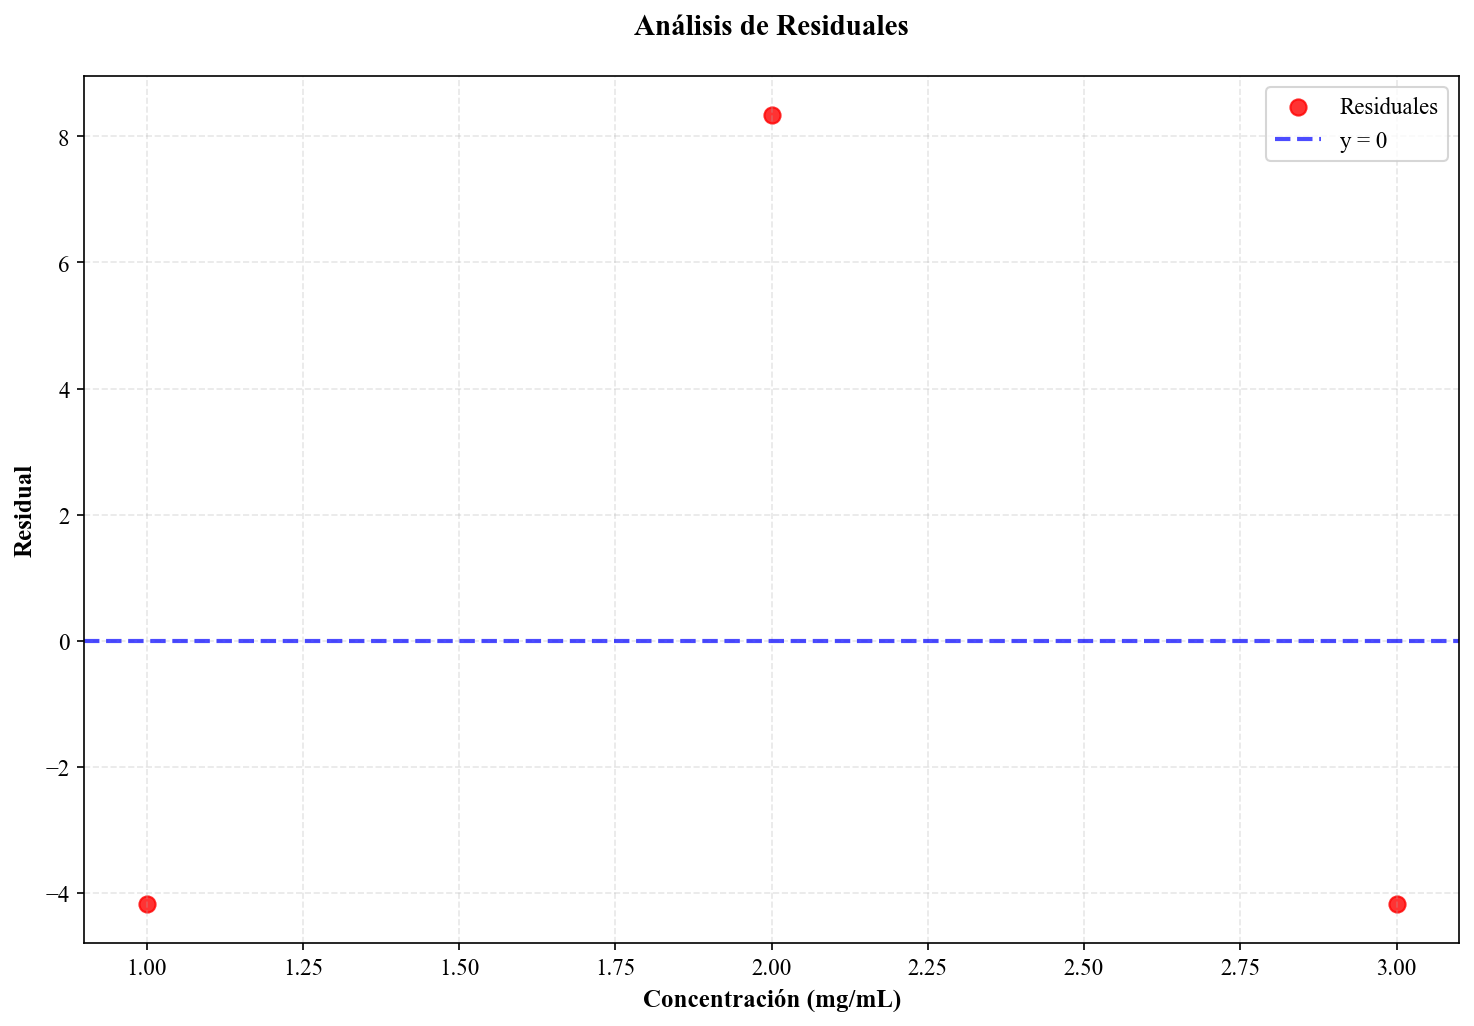 Análisis de Residuales
Residuales
y = 0
8
6
4
2
0
−2
−4
Residual
1.00 1.25 1.50 1.75 2.00 2.25 2.50 2.75 3.00
Concentración (mg/mL)